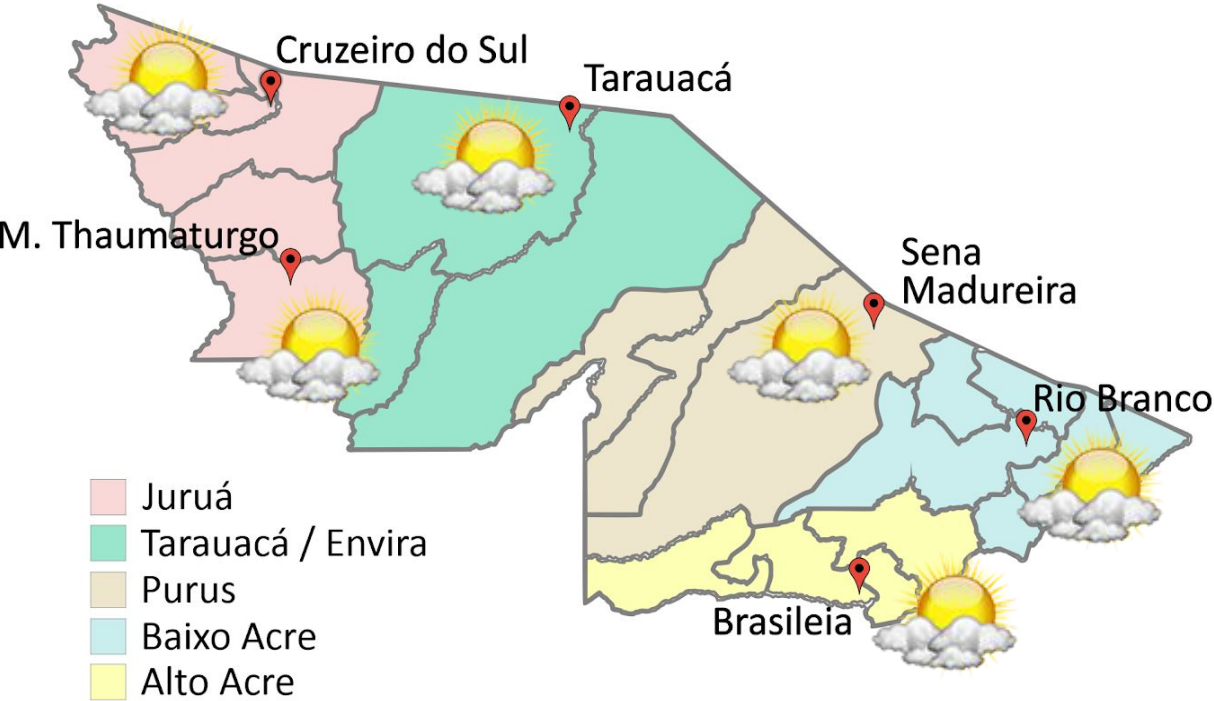 Cruzeiro do Sul
Tarauacá
M. Thaumaturgo
Sena
Madureira
Rio Branco
Brasileia
Juruá
Tarauacá / Envira
Purus
Baixo Acre
Alto Acre